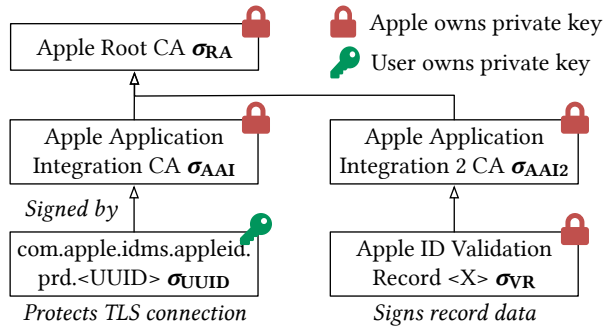 Apple Root CA σRA
Apple owns private key
User owns private key
Apple Application
Integration CA σAAI
Apple Application
Integration 2 CA σAAI2
Signed by
com.apple.idms.appleid.
prd.<UUID> σUUID
Apple ID Validation
Record <X> σVR
Protects TLS connection
Signs record data